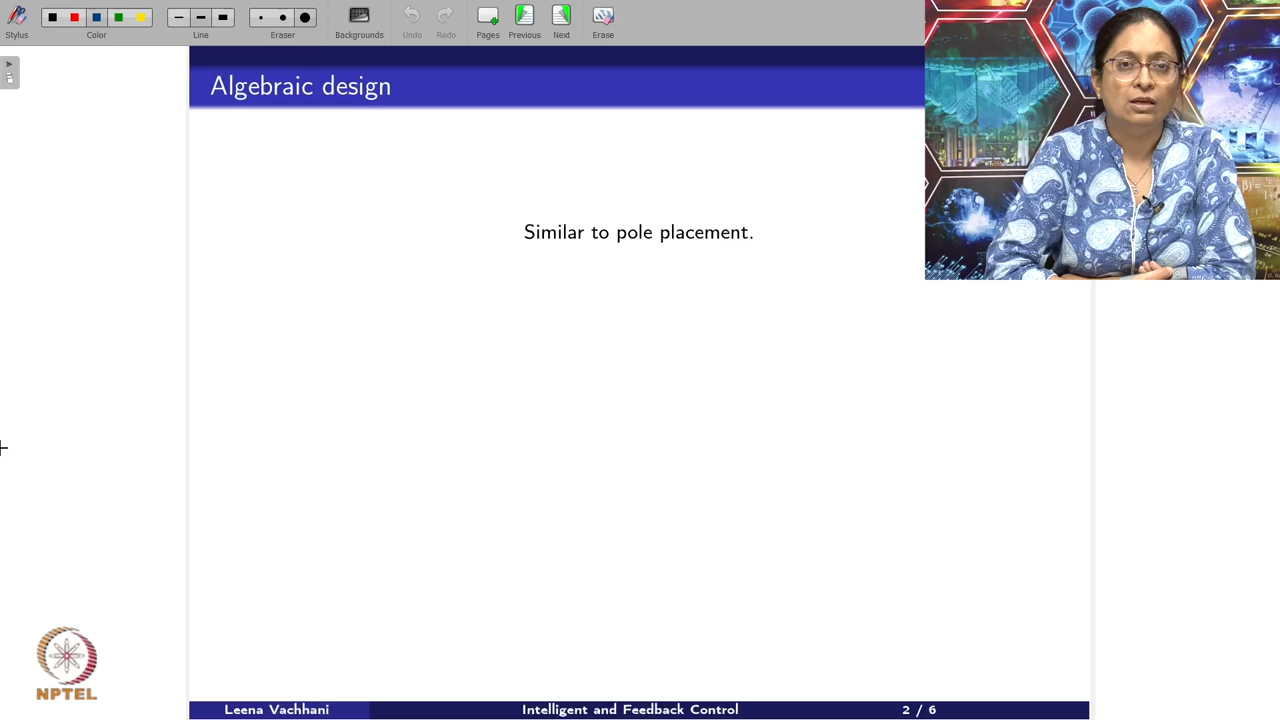 Stylus
Color
Line
Eraser
Backgrounds
Undo
Redo
Pages
Previous
Next
Erase
Algebraic design
Similar to pole placement.
NPTEL
Leena Vachhani
Intelligent and Feedback Control
2 / 6